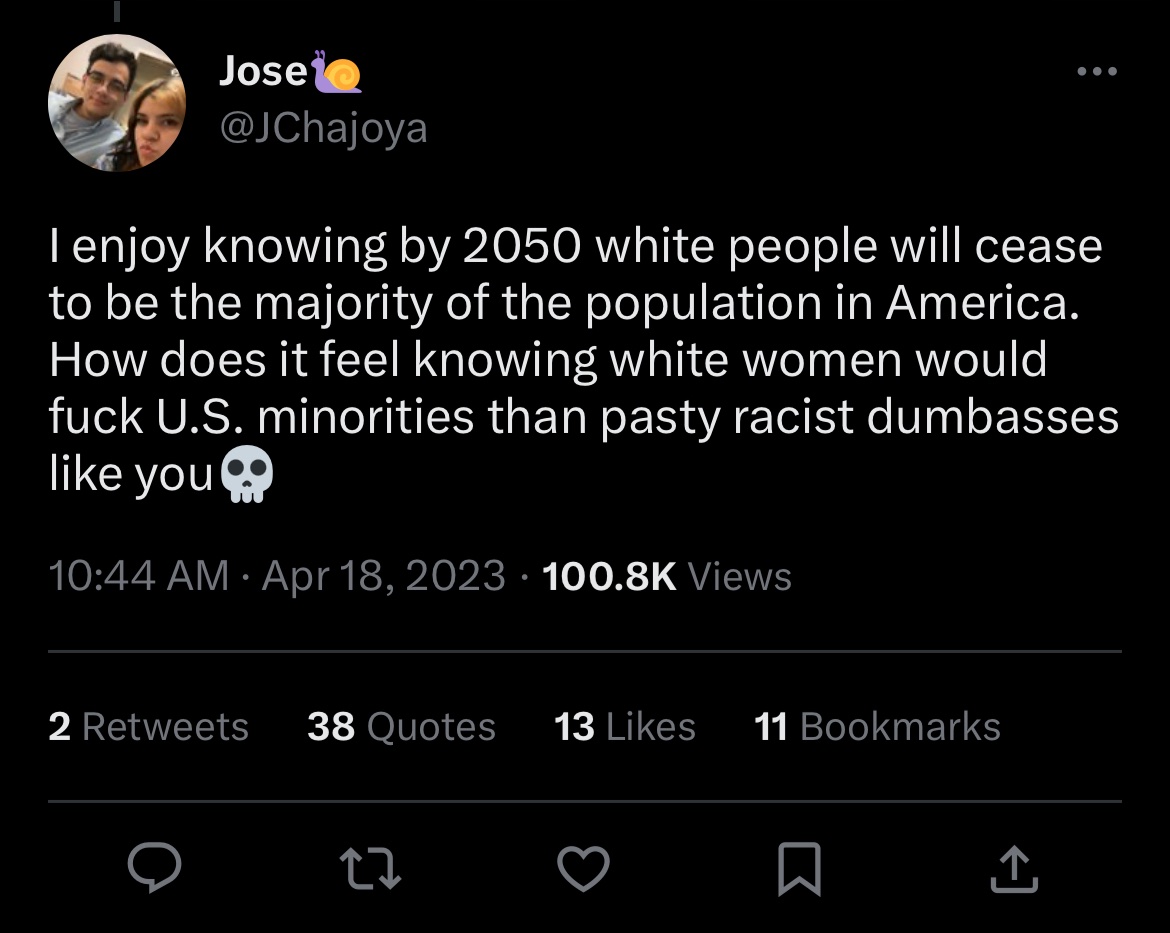 Jose🐌
@JChajoya
I enjoy knowing by 2050 white people will cease
to be the majority of the population in America.
How does it feel knowing white women would
fuck U.S. minorities than pasty racist dumbasses
like you💀
10:44 AM · Apr 18, 2023 · 100.8K Views
2 Retweets 38 Quotes 13 Likes 11 Bookmarks